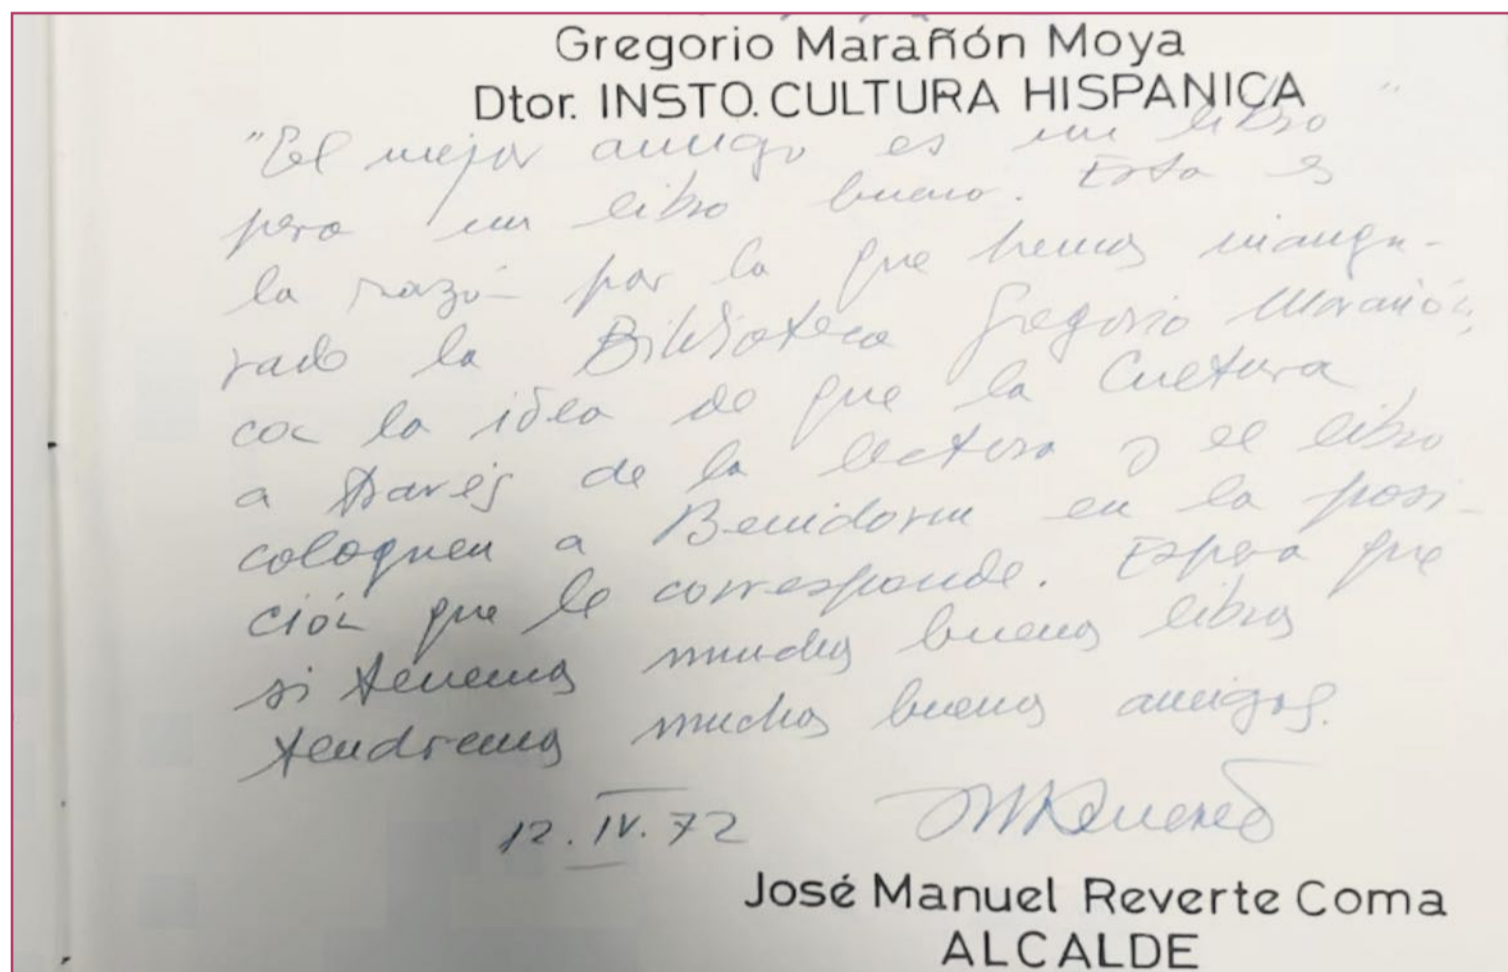 Gregorio Marañón Moya
Dtor. INSTO. CULTURA HISPANICA
"El mejor amigo es un libro"
pero un libro bueno. Esta es
la razón por la que hemos inaugu-
rado la Biblioteca Gregorio Marañón,
con la idea de que la Cultura
a través de la lectura y el libro
coloquen a Benidorm en la posi-
ción que le corresponde. Espero que
si tenemos muchos buenos libros
tendremos muchos buenos amigos.
12.IV.72
José Manuel Reverte Coma
ALCALDE